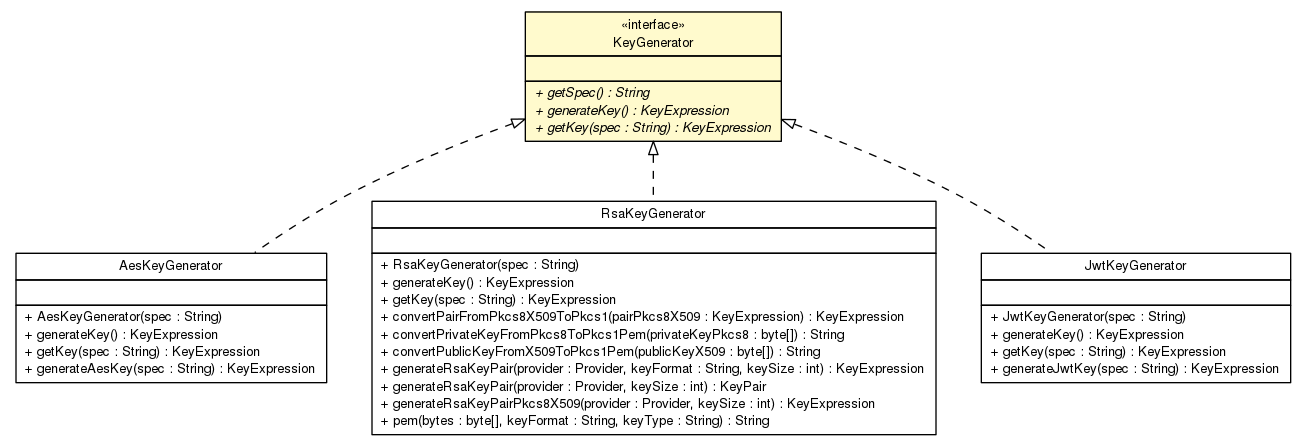 «interface»
KeyGenerator
+ getSpec() : String
+ generateKey() : KeyExpression
+ getKey(spec : String) : KeyExpression
AesKeyGenerator
+ AesKeyGenerator(spec : String)
+ generateKey() : KeyExpression
+ getKey(spec : String) : KeyExpression
+ generateAesKey(spec : String) : KeyExpression
RsaKeyGenerator
+ RsaKeyGenerator(spec : String)
+ generateKey() : KeyExpression
+ getKey(spec : String) : KeyExpression
+ convertPairFromPkcs8X509ToPkcs1(pairPkcs8X509 : KeyExpression) : KeyExpression
+ convertPrivateKeyFromPkcs8ToPkcs1Pem(privateKeyPkcs8 : byte[]) : String
+ convertPublicKeyFromX509ToPkcs1Pem(publicKeyX509 : byte[]) : String
+ generateRsaKeyPair(provider : Provider, keyFormat : String, keySize : int) : KeyExpression
+ generateRsaKeyPair(provider : Provider, keySize : int) : KeyPair
+ generateRsaKeyPairPkcs8X509(provider : Provider, keySize : int) : KeyExpression
+ pem(bytes : byte[], keyFormat : String, keyType : String) : String
JwtKeyGenerator
+ JwtKeyGenerator(spec : String)
+ generateKey() : KeyExpression
+ getKey(spec : String) : KeyExpression
+ generateJwtKey(spec : String) : KeyExpression